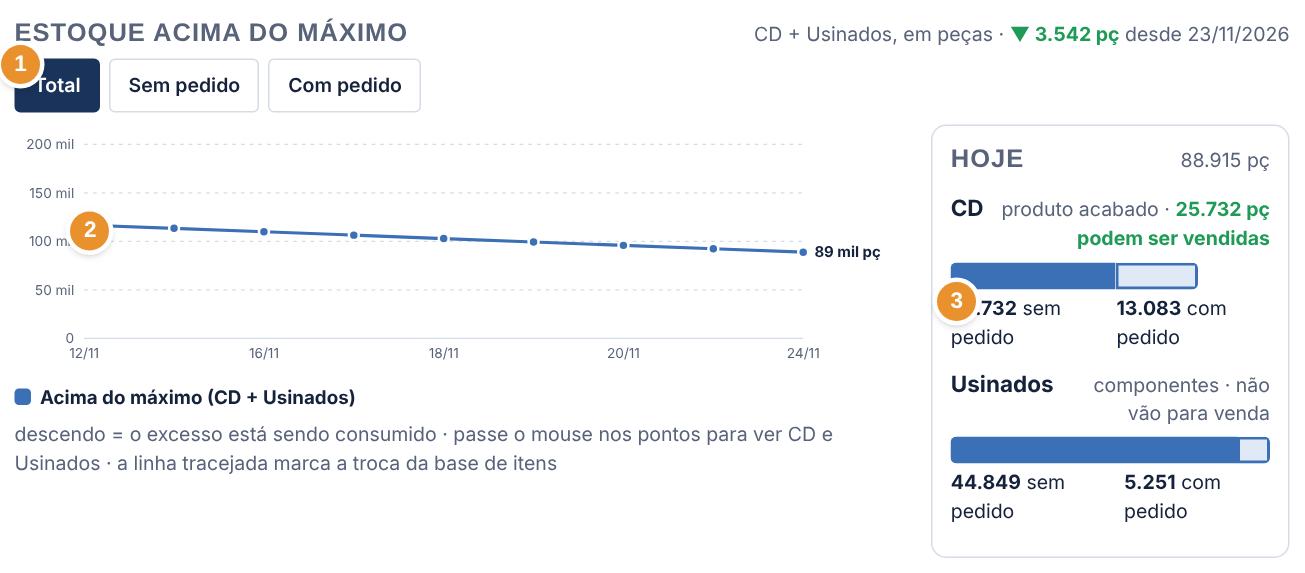 ESTOQUE ACIMA DO MÁXIMO
CD + Usinados, em peças · ▼ 3.542 pç desde 23/11/2026
1
Total
Sem pedido
Com pedido
200 mil
150 mil
100 m
50 mil
0
2
12/11
16/11
18/11
20/11
24/11
89 mil pç
Acima do máximo (CD + Usinados)
descendo = o excesso está sendo consumido · passe o mouse nos pontos para ver CD e
Usinados · a linha tracejada marca a troca da base de itens
HOJE
88.915 pç
CD
produto acabado · 25.732 pç
podem ser vendidas
3
.732 sem
pedido
13.083 com
pedido
Usinados
componentes · não
vão para venda
44.849 sem
pedido
5.251 com
pedido